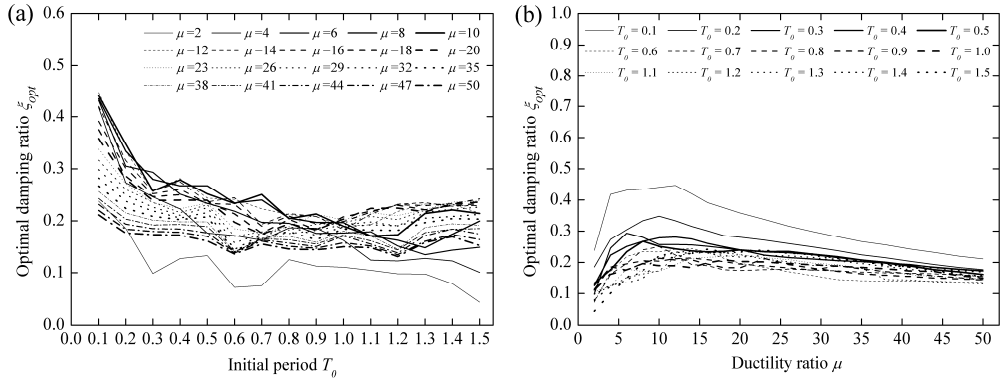 (a)
0.6
0.5
0.4
0.3
0.2
0.1
0.0
Optimal damping ratio ξopt
μ=2 μ=4 μ=6 μ=8 μ=10
μ−12 μ−14 μ−16 μ−18 μ−20
μ=23 μ=26 μ=29 μ=32 μ=35
μ=38 μ=41 μ=44 μ=47 μ=50
0.0 0.1 0.2 0.3 0.4 0.5 0.6 0.7 0.8 0.9 1.0 1.1 1.2 1.3 1.4 1.5
Initial period T0
(b)
1.0
0.9
0.8
0.7
0.6
0.5
0.4
0.3
0.2
0.1
0.0
Optimal damping ratio ξopt
T0 = 0.1 T0 = 0.2 T0 = 0.3 T0 = 0.4 T0 = 0.5
T0 = 0.6 T0 = 0.7 T0 = 0.8 T0 = 0.9 T0 = 1.0
T0 = 1.1 T0 = 1.2 T0 = 1.3 T0 = 1.4 T0 = 1.5
0 5 10 15 20 25 30 35 40 45 50
Ductility ratio μ